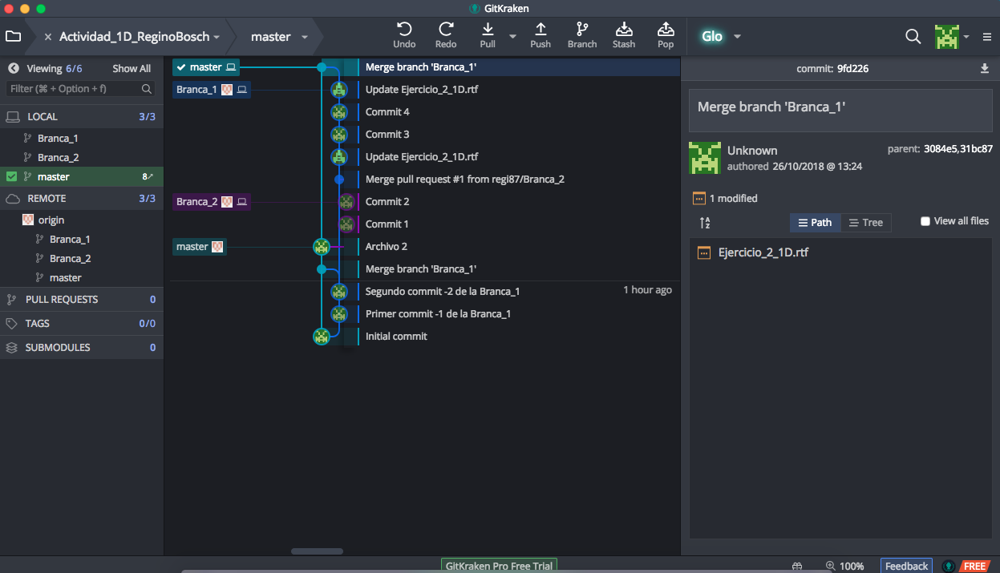 GitKraken
Actividad_1D_ReginoBosch
master
Undo
Redo
Pull
Push
Branch
Stash
Pop
Glo
Viewing 6/6
Show All
Filter (⌘ + Option + f)
LOCAL 3/3
Branca_1
Branca_2
master 8
REMOTE 3/3
origin
Branca_1
Branca_2
master
PULL REQUESTS 0
TAGS 0/0
SUBMODULES 0
master Merge branch 'Branca_1'
Branca_1 Update Ejercicio_2_1D.rtf
Commit 4
Commit 3
Update Ejercicio_2_1D.rtf
Merge pull request #1 from regi87/Branca_2
Branca_2 Commit 2
Commit 1
master Archivo 2
Merge branch 'Branca_1'
Segundo commit -2 de la Branca_1 1 hour ago
Primer commit -1 de la Branca_1
Initial commit
commit: 9fd226
Merge branch 'Branca_1'
Unknown
authored 26/10/2018 @ 13:24
parent: 3084e5,31bc87
1 modified
A Z
Path
Tree
View all files
Ejercicio_2_1D.rtf
GitKraken Pro Free Trial
100%
Feedback
FREE